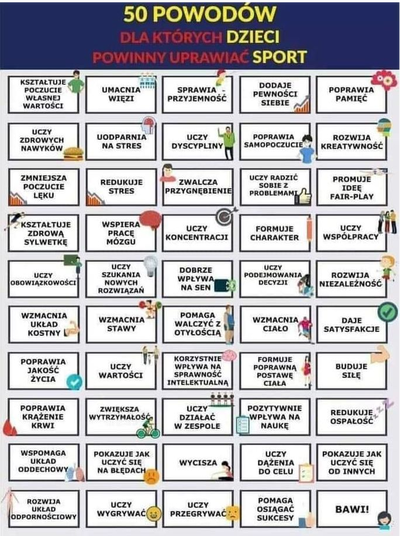 50 POWODÓW
DLA KTÓRYCH DZIECI
POWINNY UPRAWIAĆ SPORT
KSZTAŁTUJE
POCZUCIE
WŁASNEJ
WARTOŚCI
UMACNIA
WIĘZI
SPRAWIA
PRZYJEMNOŚĆ
DODAJE
PEWNOŚCI
SIEBIE
POPRAWIA
PAMIĘĆ
UCZY
ZDROWYCH
NAWYKÓW
UODPARNIA
NA STRES
UCZY
DYSCYPLINY
POPRAWIA
SAMOPOCZUCIE
ROZWIJA
KREATYWNOŚĆ
ZMNIEJSZA
POCZUCIE
LĘKU
REDUKUJE
STRES
ZWALCZA
PRZYGNĘBIENIE
UCZY RADZIĆ
SOBIE Z
PROBLEMAMI
PROMUJE
IDEĘ
FAIR-PLAY
KSZTAŁTUJE
ZDROWĄ
SYLWETKĘ
WSPIERA
PRACĘ
MÓZGU
UCZY
KONCENTRACJI
FORMUJE
CHARAKTER
UCZY
WSPÓŁPRACY
UCZY
OBOWIĄZKOWOŚCI
UCZY
SZUKANIA
NOWYCH
ROZWIĄZAŃ
DOBRZE
WPŁYWA
NA SEN
UCZY
PODEJMOWANIA
DECYZJI
ROZWIJA
NIEZALEŻNOŚĆ
WZMACNIA
UKŁAD
KOSTNY
WZMACNIA
STAWY
POMAGA
WALCZYĆ Z
OTYŁOŚCIĄ
WZMACNIA
CIAŁO
DAJE
SATYSFAKCJE
POPRAWIA
JAKOŚĆ
ŻYCIA
UCZY
WARTOŚCI
KORZYSTNIE
WPŁYWA NA
SPRAWNOŚĆ
INTELEKTUALNĄ
FORMUJE
POPRAWNĄ
POSTAWĘ
CIAŁA
BUDUJE
SIŁĘ
POPRAWIA
KRĄŻENIE
KRWI
ZWIĘKSZA
WYTRZYMAŁOŚĆ
UCZY
DZIAŁAĆ
W ZESPOLE
POZYTYWNIE
WPŁYWA NA
NAUKĘ
REDUKUJE
OSPAŁOŚĆ
ZZZ
WSPOMAGA
UKŁAD
ODDECHOWY
POKAZUJE JAK
UCZYĆ SIĘ
NA BŁĘDACH
WYCISZA
UCZY
DĄŻENIA
DO CELU
POKAZUJE JAK
UCZYĆ SIĘ
OD INNYCH
ROZWIJA
UKŁAD
ODPORNOŚCIOWY
UCZY
WYGRYWAĆ
UCZY
PRZEGRYWAĆ
POMAGA
OSIĄGAĆ
SUKCESY
BAWI!